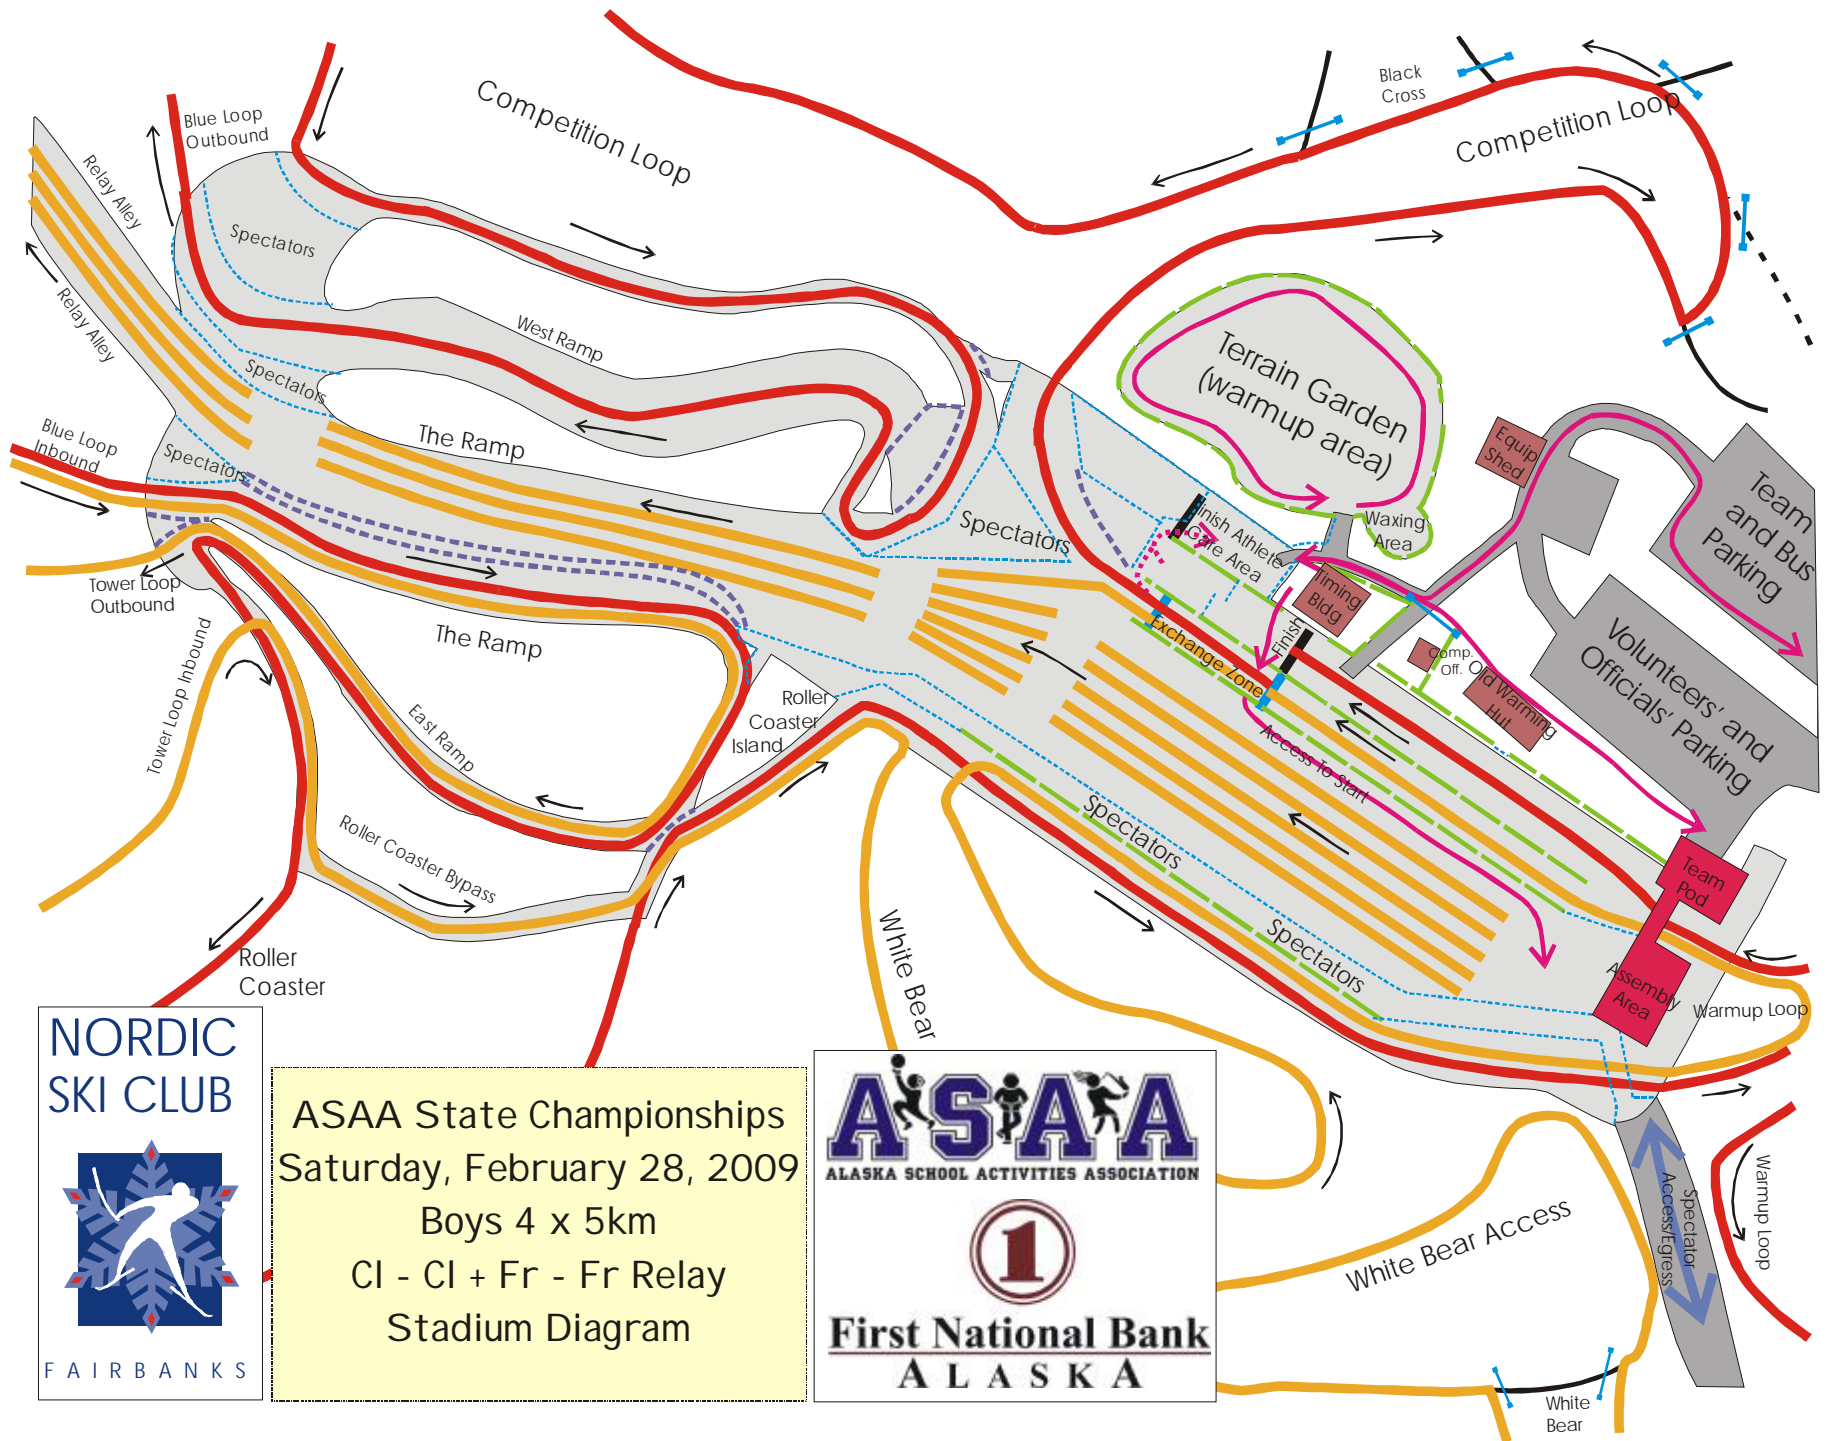 Competition Loop
Black
Cross
Competition Loop
Blue Loop
Outbound
Relay Alley
Relay Alley
Spectators
West Ramp
Spectators
The Ramp
Blue Loop
Inbound
Spectators
Terrain Garden
(warmup area)
Equip
Shed
Team
and Bus
Parking
Waxing
Area
Finish Athlete
Care Area
Spectators
Timing
Bldg
Finish
Exchange Zone
Comp.
Off.
Old Warming
Hut
Volunteers' and
Officials' Parking
Tower Loop
Outbound
The Ramp
Tower Loop Inbound
East Ramp
Roller
Coaster
Island
Access To Start
Roller Coaster Bypass
Spectators
Spectators
Team
Pod
Assembly
Area
Warmup Loop
White Bear
Roller
Coaster
NORDIC
SKI CLUB
FAIRBANKS
ASAA State Championships
Saturday, February 28, 2009
Boys 4 x 5km
Cl - Cl + Fr - Fr Relay
Stadium Diagram
ASAA
ALASKA SCHOOL ACTIVITIES ASSOCIATION
1
First National Bank
ALASKA
White Bear Access
Spectator
Access/Egress
Warmup Loop
White
Bear